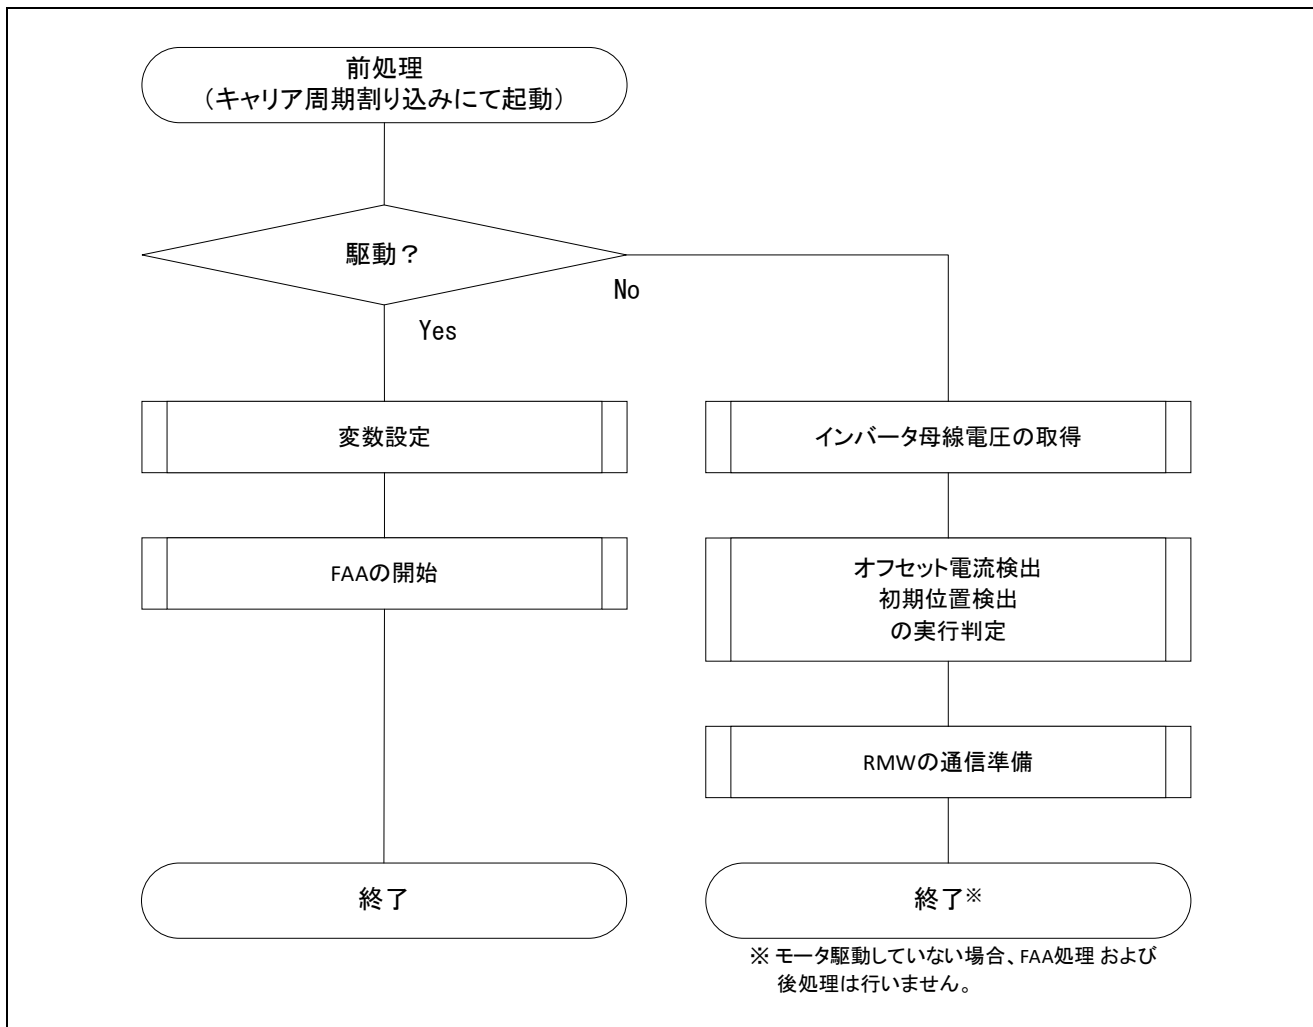 前処理
（キャリア周期割り込みにて起動）
駆動？
No
Yes
変数設定
FAAの開始
終了
インバータ母線電圧の取得
オフセット電流検出
初期位置検出
の実行判定
RMWの通信準備
終了※
※ モータ駆動していない場合、FAA処理 および
後処理は行いません。